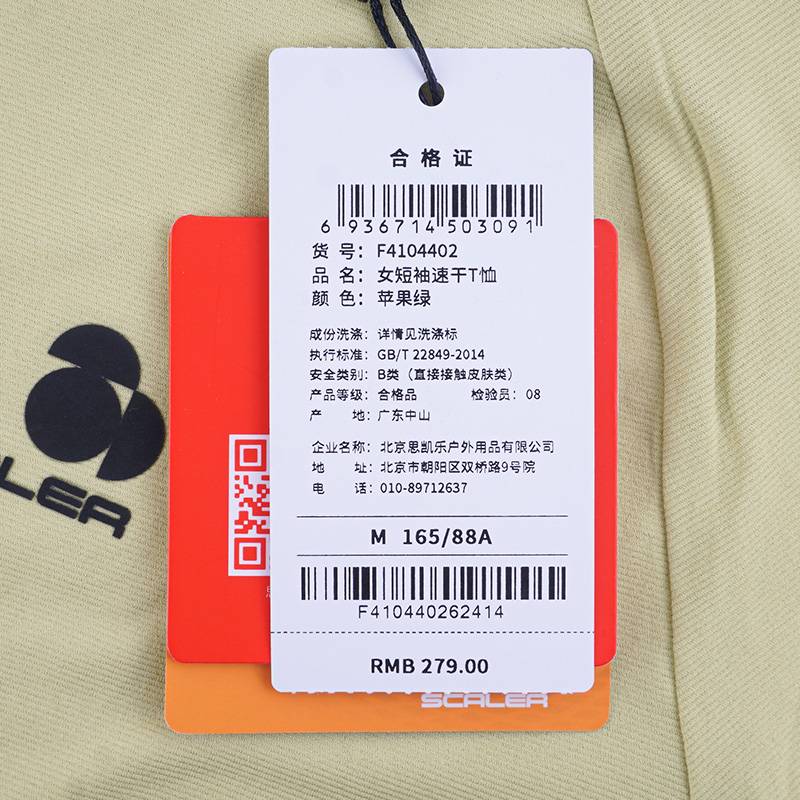 合格证
6 936714 503091
货 号：F4104402
品 名：女短袖速干T恤
颜 色：苹果绿
成份洗涤：详情见洗涤标
执行标准：GB/T 22849-2014
安全类别：B类（直接接触皮肤类）
产品等级：合格品 检验员：08
产 地：广东中山
企业名称：北京思凯乐户外用品有限公司
地 址：北京市朝阳区双桥路9号院
电 话：010-89712637
M 165/88A
F410440262414
RMB 279.00
SCALER
LER